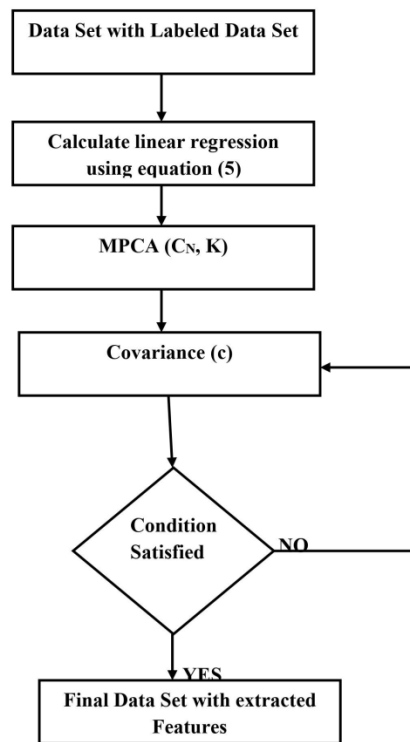 Data Set with Labeled Data Set
Calculate linear regression
using equation (5)
MPCA (CN, K)
Covariance (c)
Condition
Satisfied
NO
YES
Final Data Set with extracted
Features